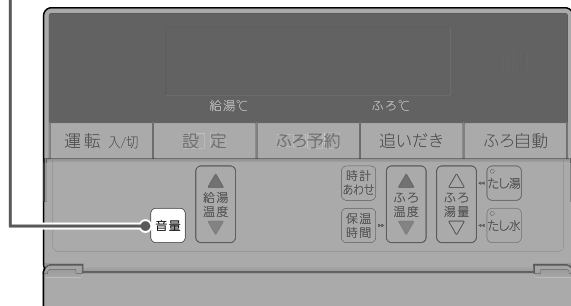 給湯℃ ふろ℃
運転 入/切 設 定 ふろ予約 追いだき ふろ自動
給湯
温度
音量
時計
あわせ
保温
時間
ふろ
温度
ふろ
湯量
たし湯
たし水